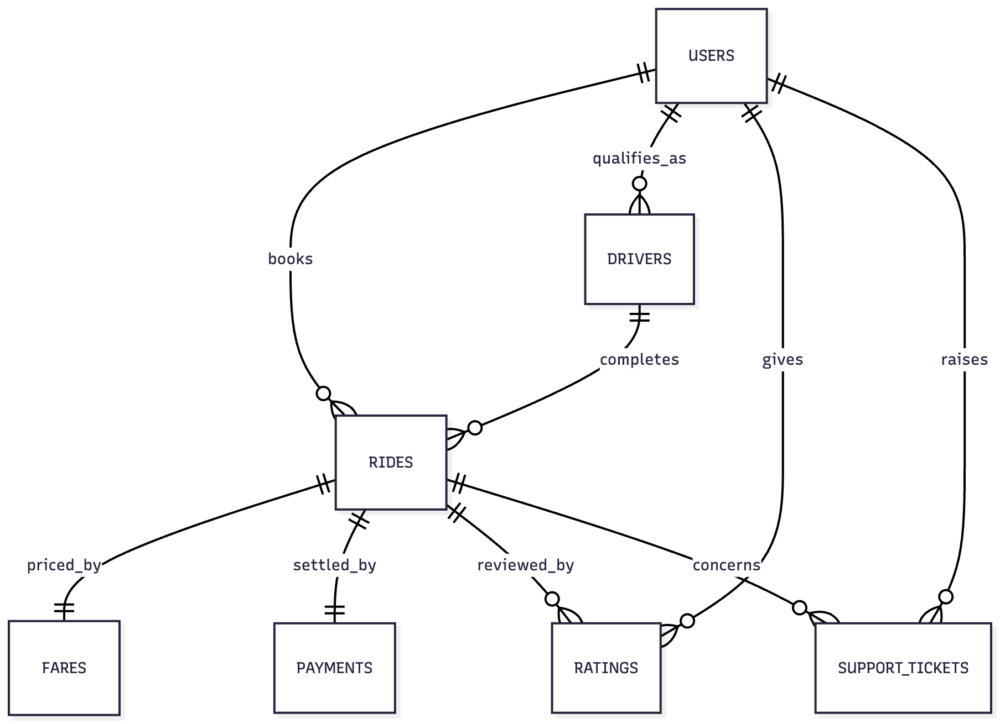 USERS
qualifies_as
books
DRIVERS
completes
gives
raises
RIDES
priced_by
settled_by
reviewed_by
concerns
FARES
PAYMENTS
RATINGS
SUPPORT_TICKETS